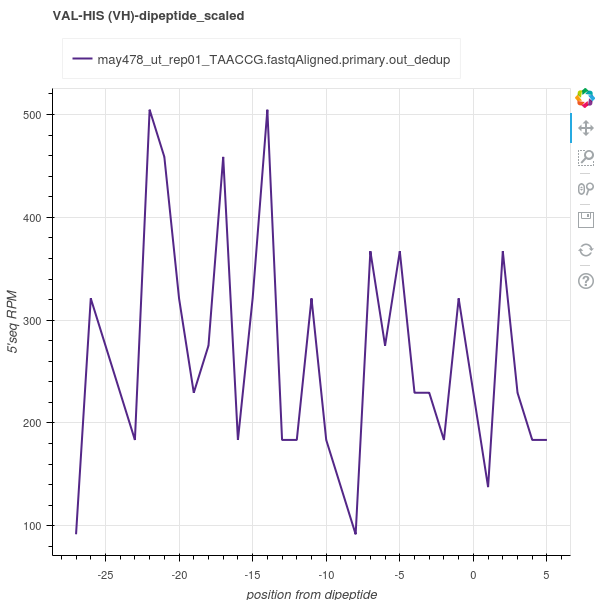 VAL-HIS (VH)-dipeptide_scaled
may478_ut_rep01_TAACCG.fastqAligned.primary.out_dedup
500
400
300
200
100
5'seq RPM
-25 -20 -15 -10 -5 0 5
position from dipeptide